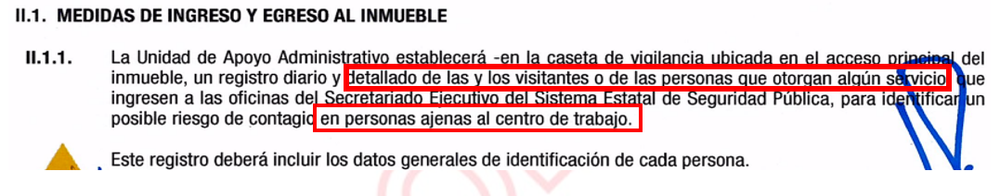 II.1. MEDIDAS DE INGRESO Y EGRESO AL INMUEBLE
II.1.1. La Unidad de Apoyo Administrativo establecerá -en la caseta de vigilancia ubicada en el acceso principal del
inmueble, un registro diario y detallado de las y los visitantes o de las personas que otorgan algún servicio que
ingresen a las oficinas del Secretariado Ejecutivo del Sistema Estatal de Seguridad Pública, para identificar un
posible riesgo de contagio en personas ajenas al centro de trabajo.
Este registro deberá incluir los datos generales de identificación de cada persona.